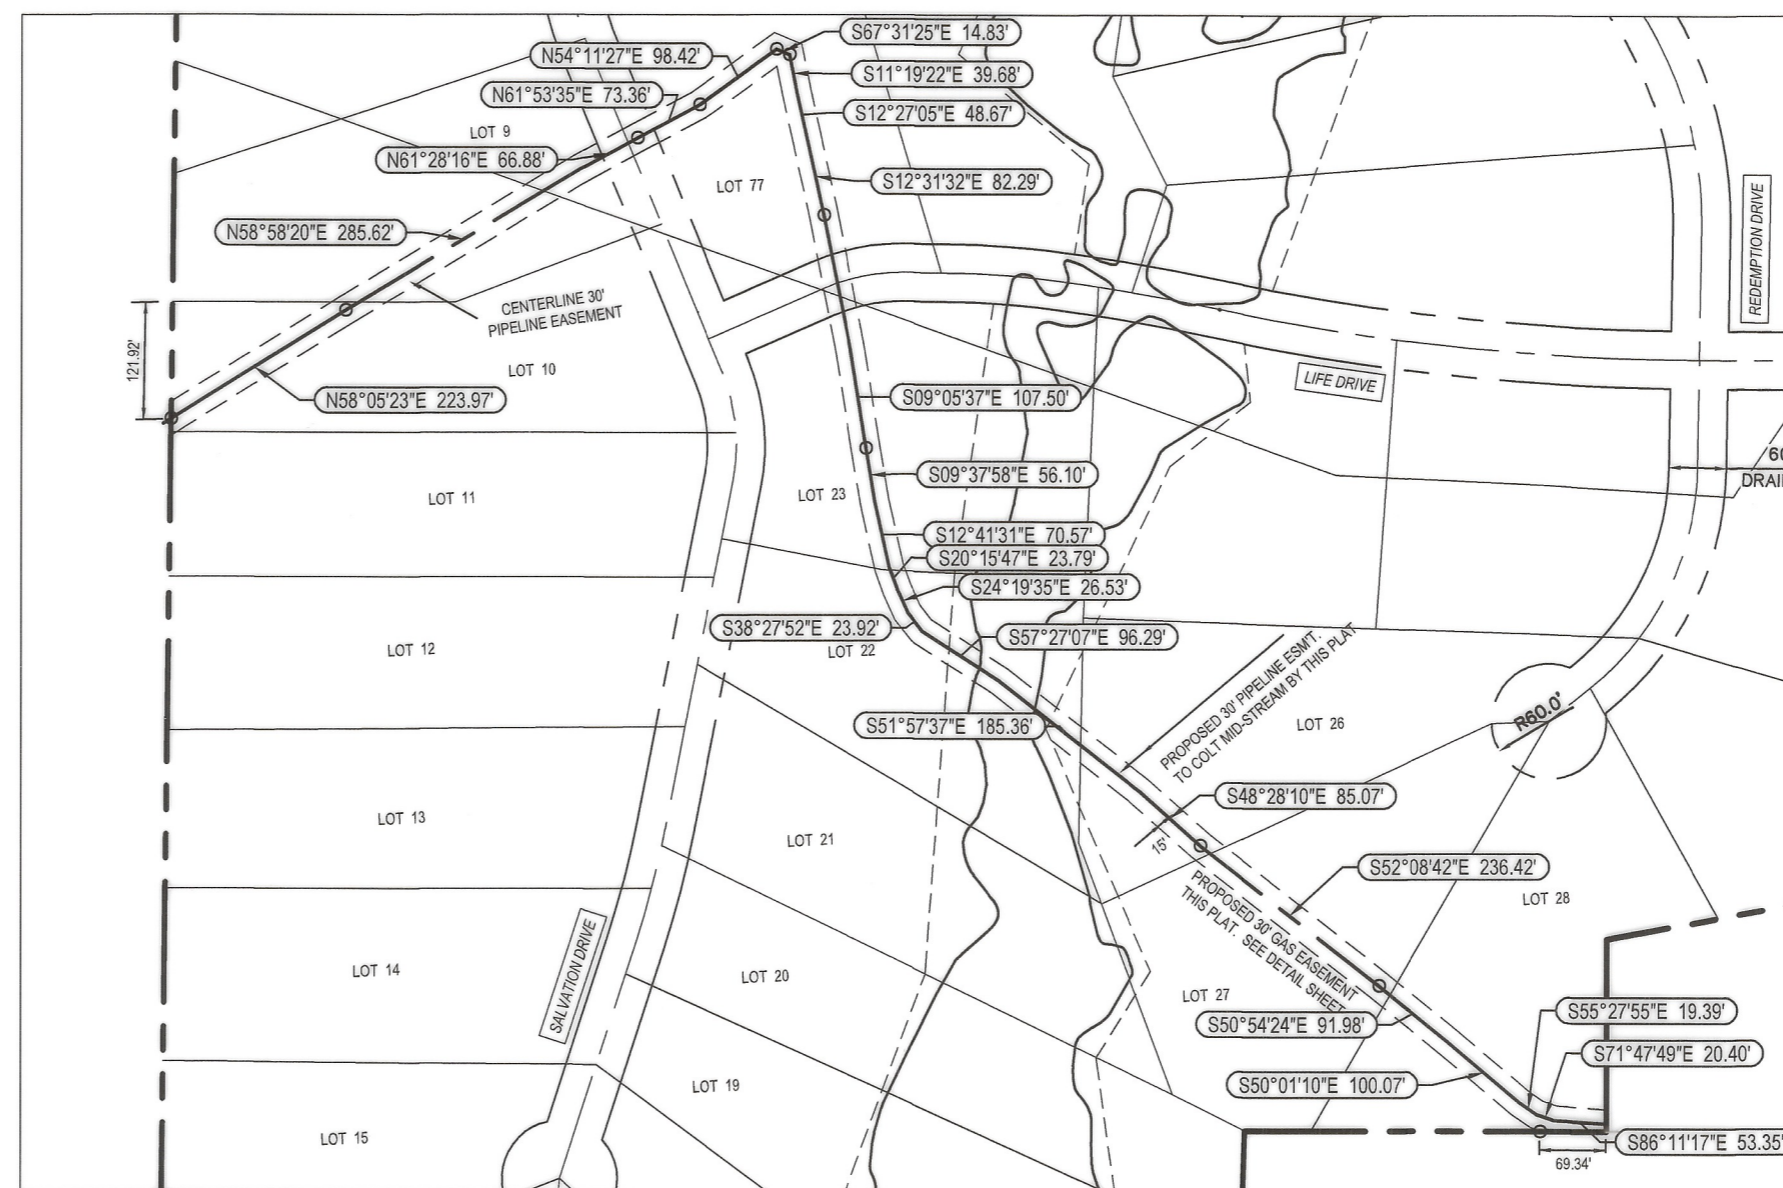 S67°31'25"E 14.83'
N54°11'27"E 98.42'
S11°19'22"E 39.68'
N61°53'35"E 73.36'
S12°27'05"E 48.67'
LOT 9
N61°28'16"E 66.88'
S12°31'32"E 82.29'
LOT 77
N58°58'20"E 285.62'
REDEMPTION DRIVE
CENTERLINE 30'
PIPELINE EASEMENT
121.92'
LOT 10
LIFE DRIVE
N58°05'23"E 223.97'
S09°05'37"E 107.50'
60
DRAI
S09°37'58"E 56.10'
LOT 11
LOT 23
S12°41'31"E 70.57'
S20°15'47"E 23.79'
S24°19'35"E 26.53'
S38°27'52"E 23.92'
S57°27'07"E 96.29'
LOT 12
LOT 22
PROPOSED 30' PIPELINE ESM'T.
TO COLT MID-STREAM BY THIS PLAT
S51°57'37"E 185.36'
LOT 26
R60.0'
S48°28'10"E 85.07'
LOT 13
LOT 21
15'
S52°08'42"E 236.42'
PROPOSED 30' GAS EASEMENT
THIS PLAT. SEE DETAIL SHEET
LOT 28
SALVATION DRIVE
LOT 14
LOT 20
LOT 27
S50°54'24"E 91.98'
S55°27'55"E 19.39'
S71°47'49"E 20.40'
LOT 19
S50°01'10"E 100.07'
LOT 15
S86°11'17"E 53.35'
69.34'